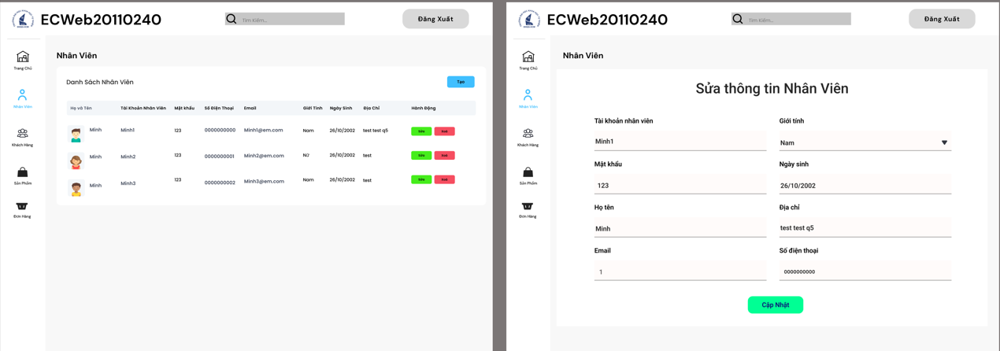 ECWeb20110240
Tìm Kiếm...
Đăng Xuất
Trang Chủ
Nhân Viên
Khách Hàng
Sản Phẩm
Đơn Hàng
Nhân Viên
Danh Sách Nhân Viên
Tạo
Họ và Tên Tài Khoản Nhân Viên Mật khẩu Số Điện Thoại Email Giới Tính Ngày Sinh Địa Chỉ Hành Động
Minh Minh1 123 0000000000 Minh1@em.com Nam 26/10/2002 test test q5 Sửa Xoá
Minh Minh2 123 0000000001 Minh2@em.com Nữ 26/10/2002 test Sửa Xoá
Minh Minh3 123 0000000002 Minh3@em.com Nam 26/10/2002 test Sửa Xoá
ECWeb20110240
Tìm Kiếm...
Đăng Xuất
Trang Chủ
Nhân Viên
Khách Hàng
Sản Phẩm
Đơn Hàng
Nhân Viên
Sửa thông tin Nhân Viên
Tài khoản nhân viên Giới tính
Minh1 Nam
Mật khẩu Ngày sinh
123 26/10/2002
Họ tên Địa chỉ
Minh test test q5
Email Số điện thoại
1 0000000000
Cập Nhật